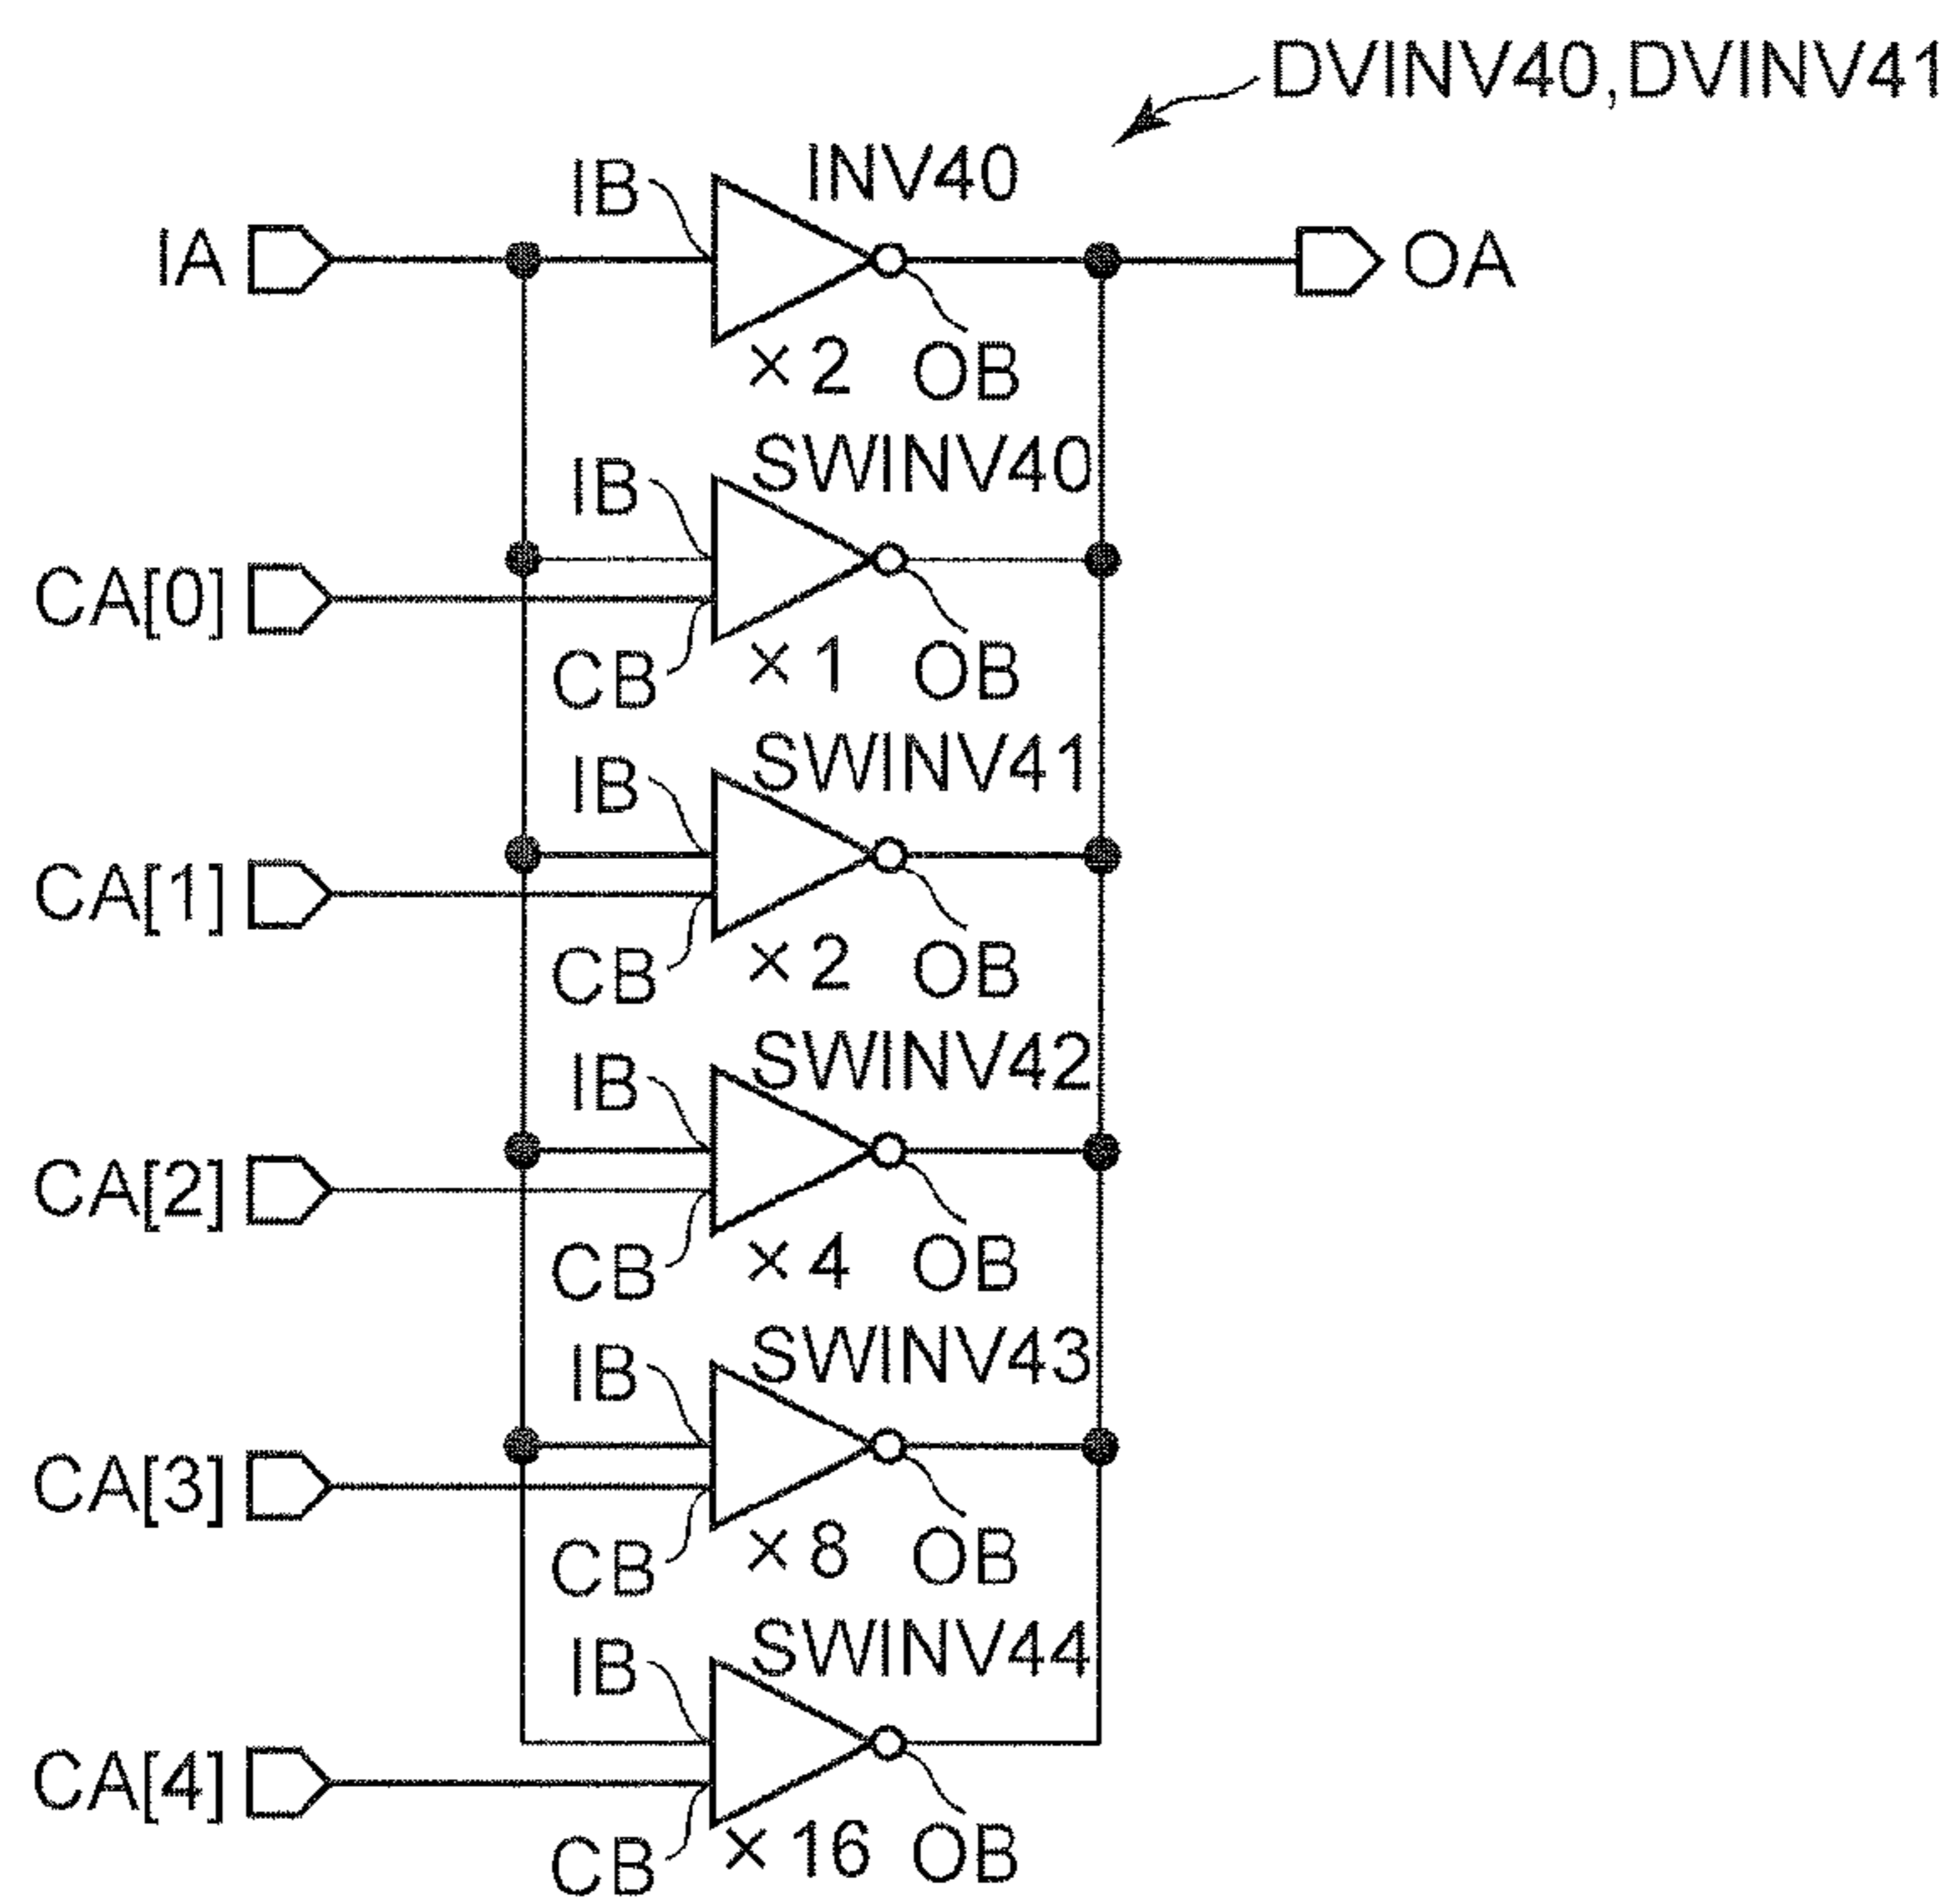 DVINV40,DVINV41
INV40
IB
IA
OA
×2
OB
SWINV40
IB
CA[0]
CB
×1
OB
SWINV41
IB
CA[1]
CB
×2
OB
SWINV42
IB
CA[2]
CB
×4
OB
SWINV43
IB
CA[3]
CB
×8
OB
SWINV44
IB
CA[4]
CB
×16
OB